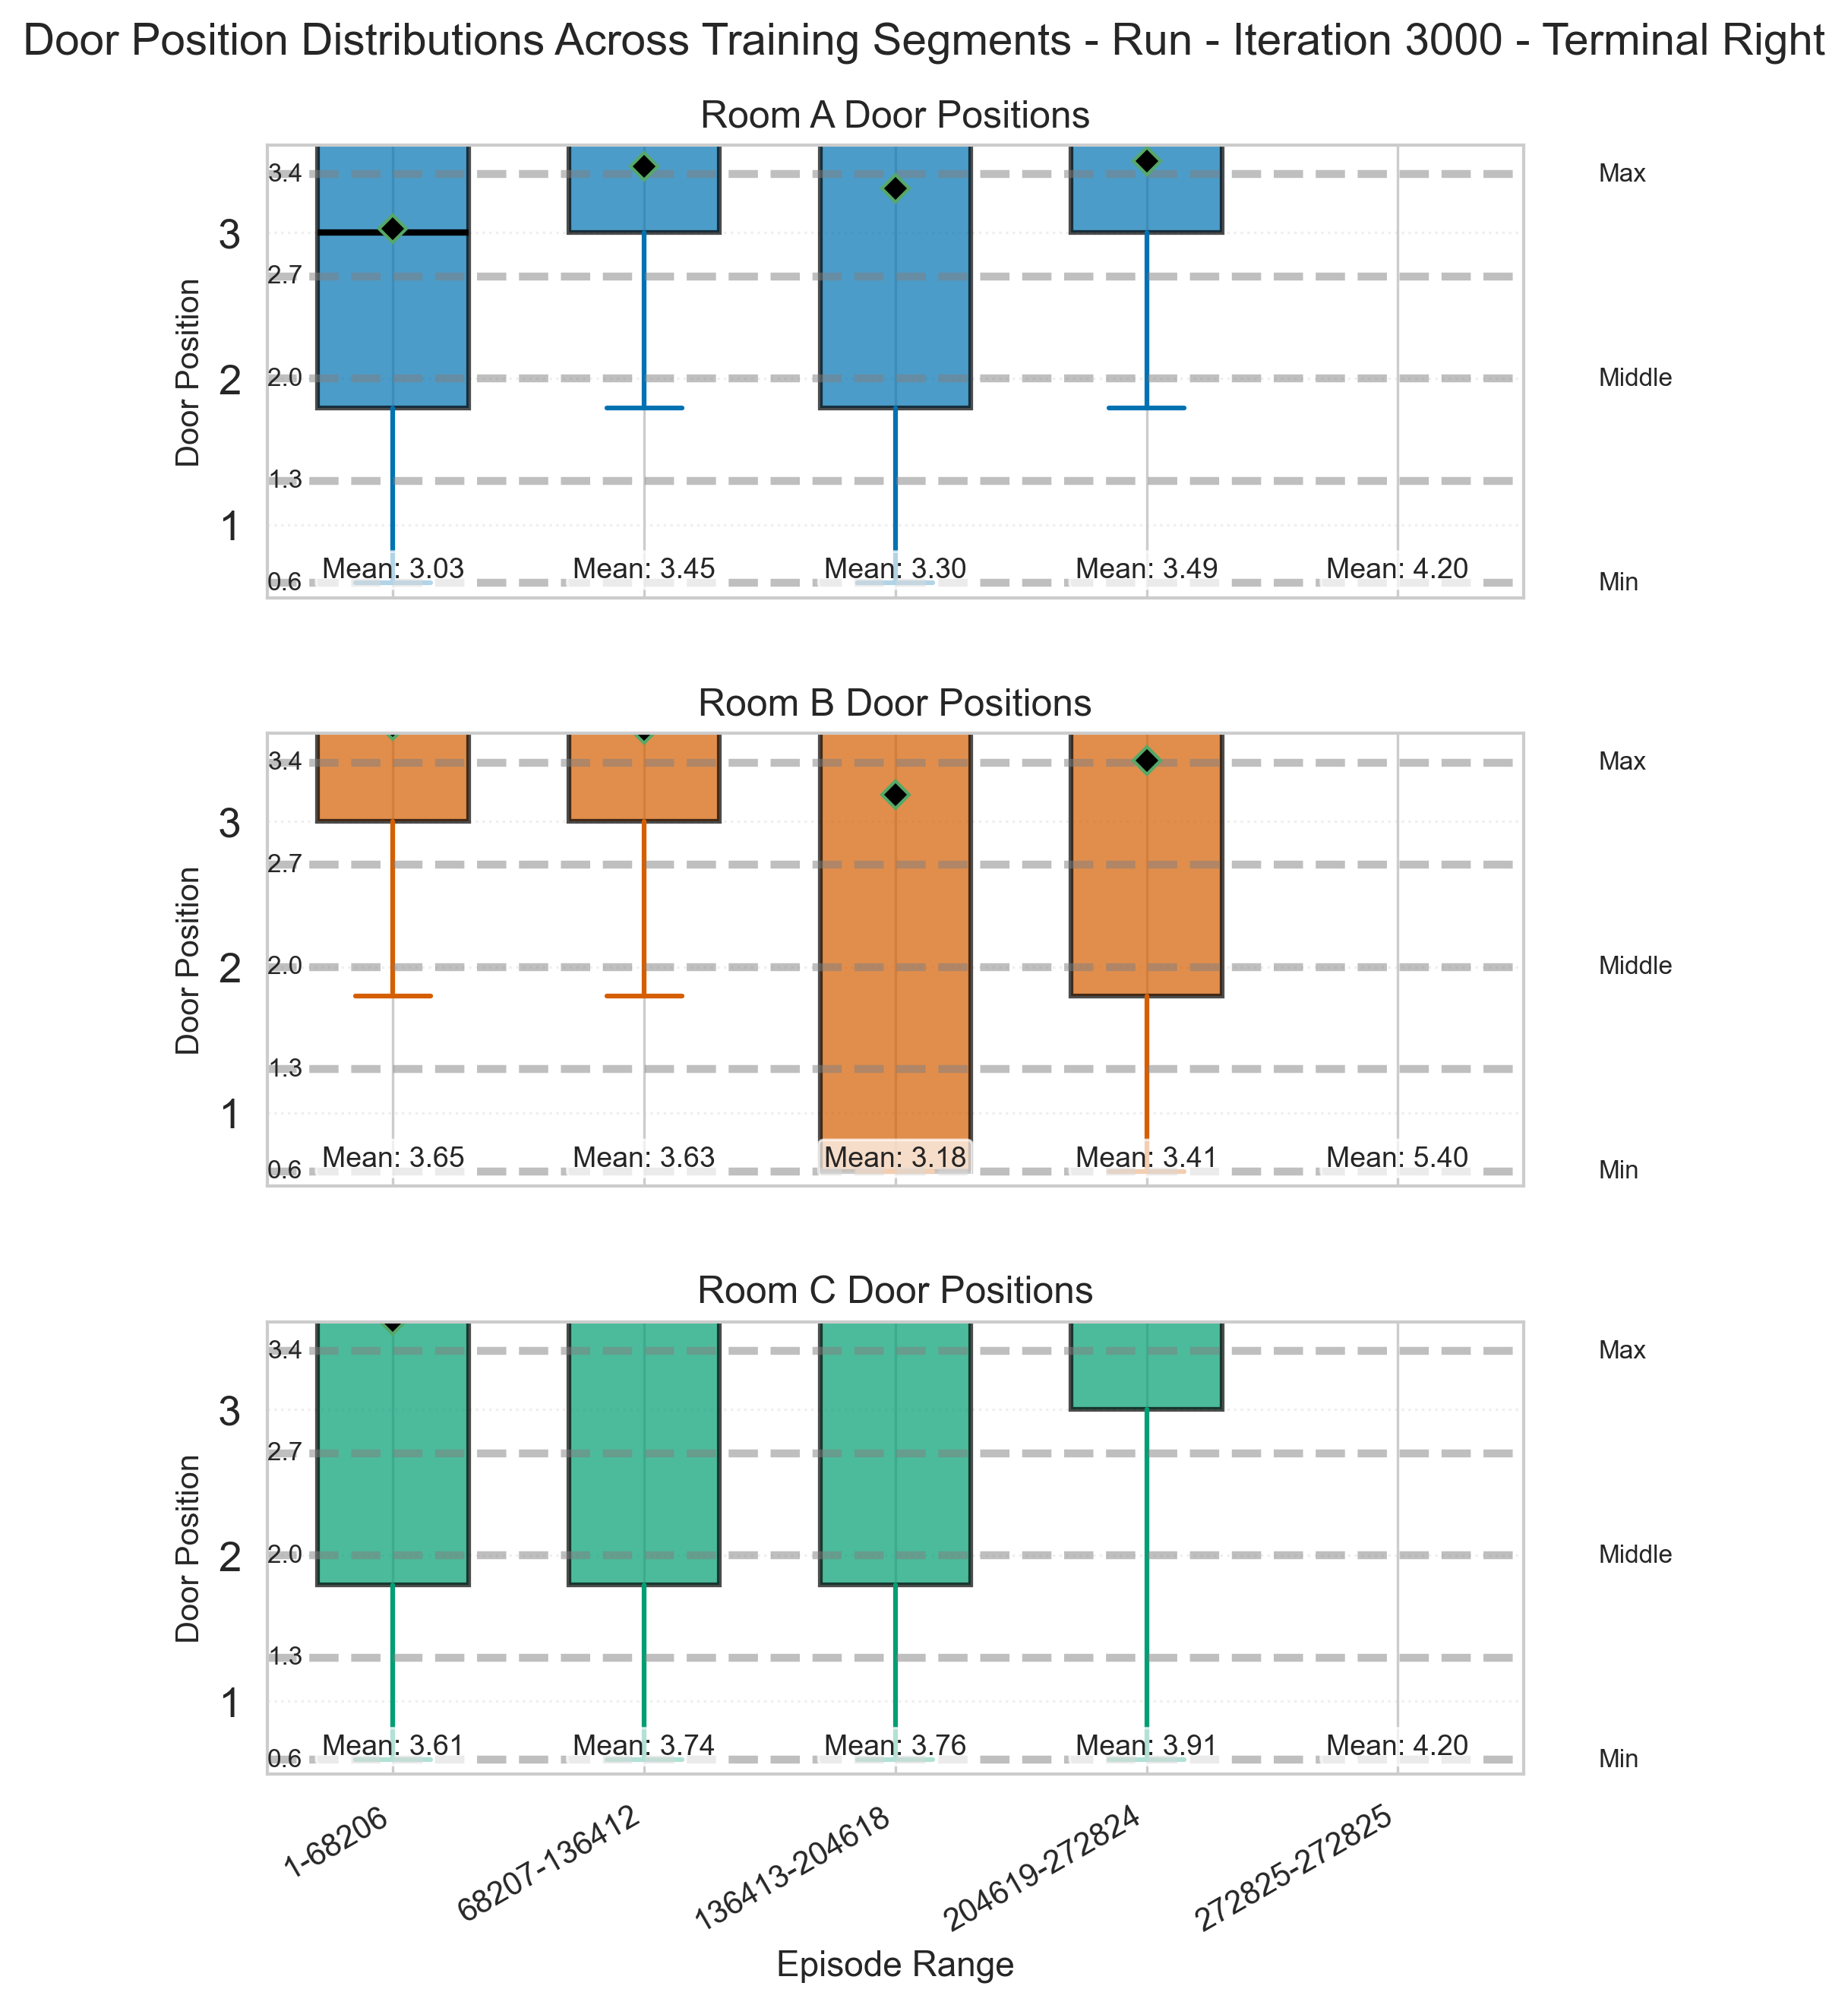 Door Position Distributions Across Training Segments - Run - Iteration 3000 - Terminal Right
Room A Door Positions
Door Position
3
2
1
3.4
2.7
2.0
1.3
0.6
Max
Middle
Min
Mean: 3.03
Mean: 3.45
Mean: 3.30
Mean: 3.49
Mean: 4.20
Room B Door Positions
Door Position
3
2
1
3.4
2.7
2.0
1.3
0.6
Max
Middle
Min
Mean: 3.65
Mean: 3.63
Mean: 3.18
Mean: 3.41
Mean: 5.40
Room C Door Positions
Door Position
3
2
1
3.4
2.7
2.0
1.3
0.6
Max
Middle
Min
Mean: 3.61
Mean: 3.74
Mean: 3.76
Mean: 3.91
Mean: 4.20
1-68206
68207-136412
136413-204618
204619-272824
272825-272825
Episode Range